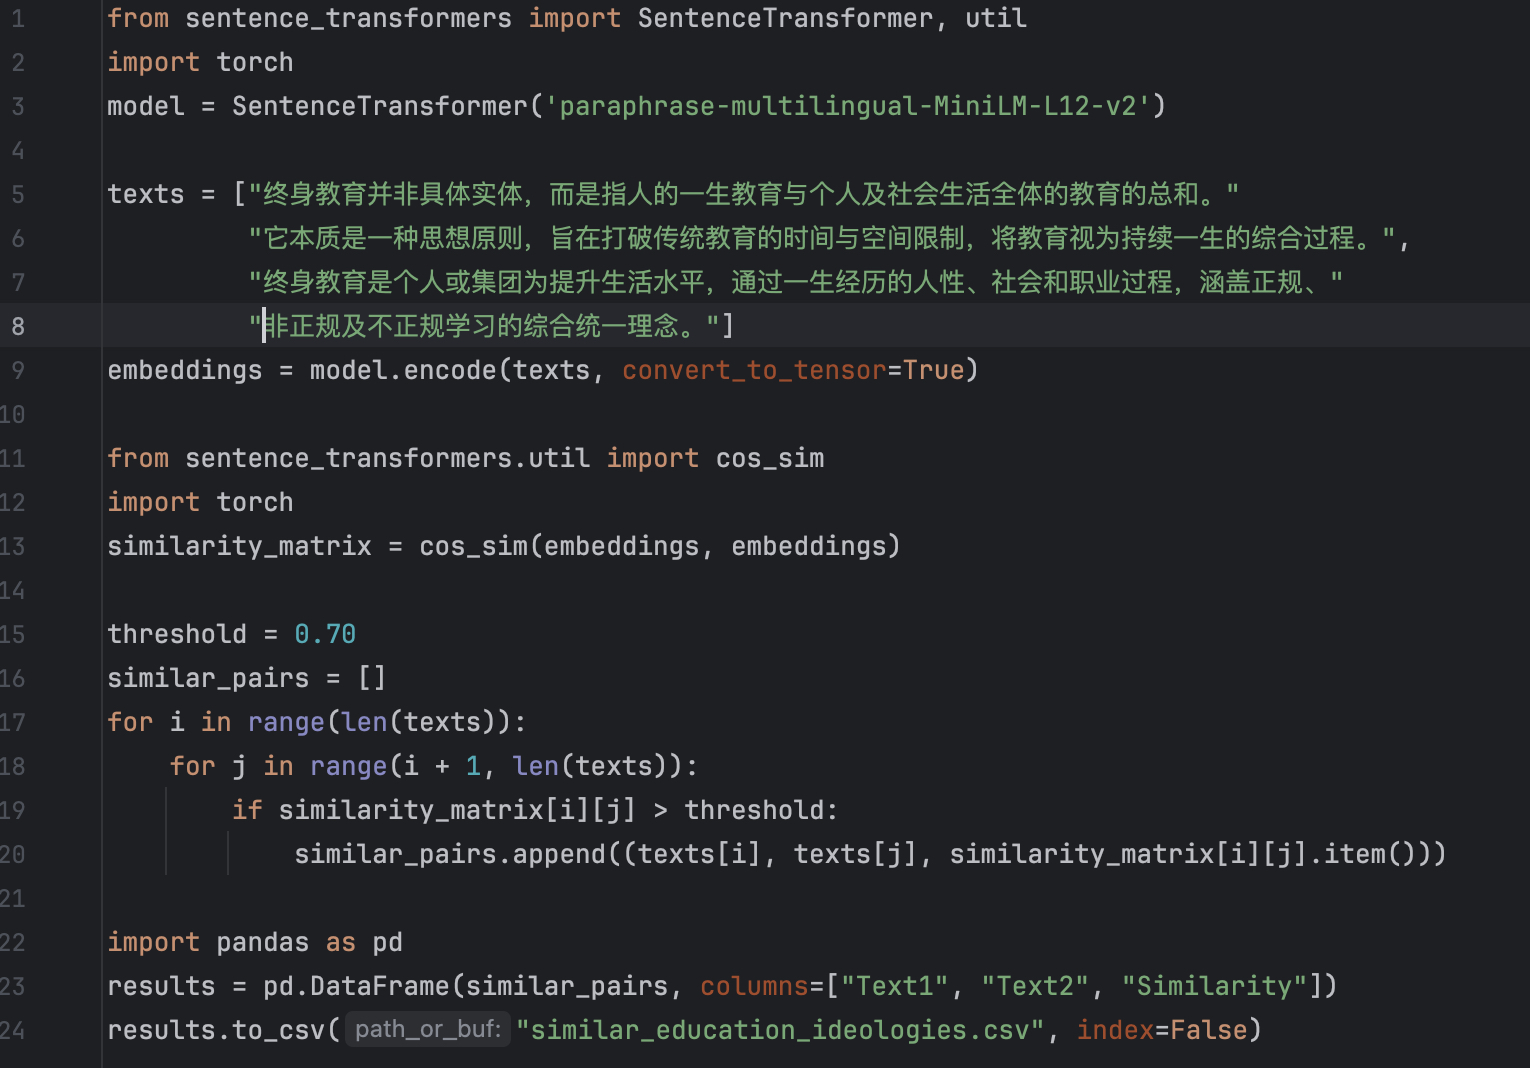 1 from sentence_transformers import SentenceTransformer, util
2 import torch
3 model = SentenceTransformer('paraphrase-multilingual-MiniLM-L12-v2')
4
5 texts = ["终身教育并非具体实体，而是指人的一生教育与个人及社会生活全体的教育的总和。"
6          "它本质是一种思想原则，旨在打破传统教育的时间与空间限制，将教育视为持续一生的综合过程。",
7          "终身教育是个人或集团为提升生活水平，通过一生经历的人性、社会和职业过程，涵盖正规、"
8          "非正规及不正规学习的综合统一理念。"]
9 embeddings = model.encode(texts, convert_to_tensor=True)
10
11 from sentence_transformers.util import cos_sim
12 import torch
13 similarity_matrix = cos_sim(embeddings, embeddings)
14
15 threshold = 0.70
16 similar_pairs = []
17 for i in range(len(texts)):
18     for j in range(i + 1, len(texts)):
19         if similarity_matrix[i][j] > threshold:
20             similar_pairs.append((texts[i], texts[j], similarity_matrix[i][j].item()))
21
22 import pandas as pd
23 results = pd.DataFrame(similar_pairs, columns=["Text1", "Text2", "Similarity"])
24 results.to_csv( path_or_buf: "similar_education_ideologies.csv", index=False)